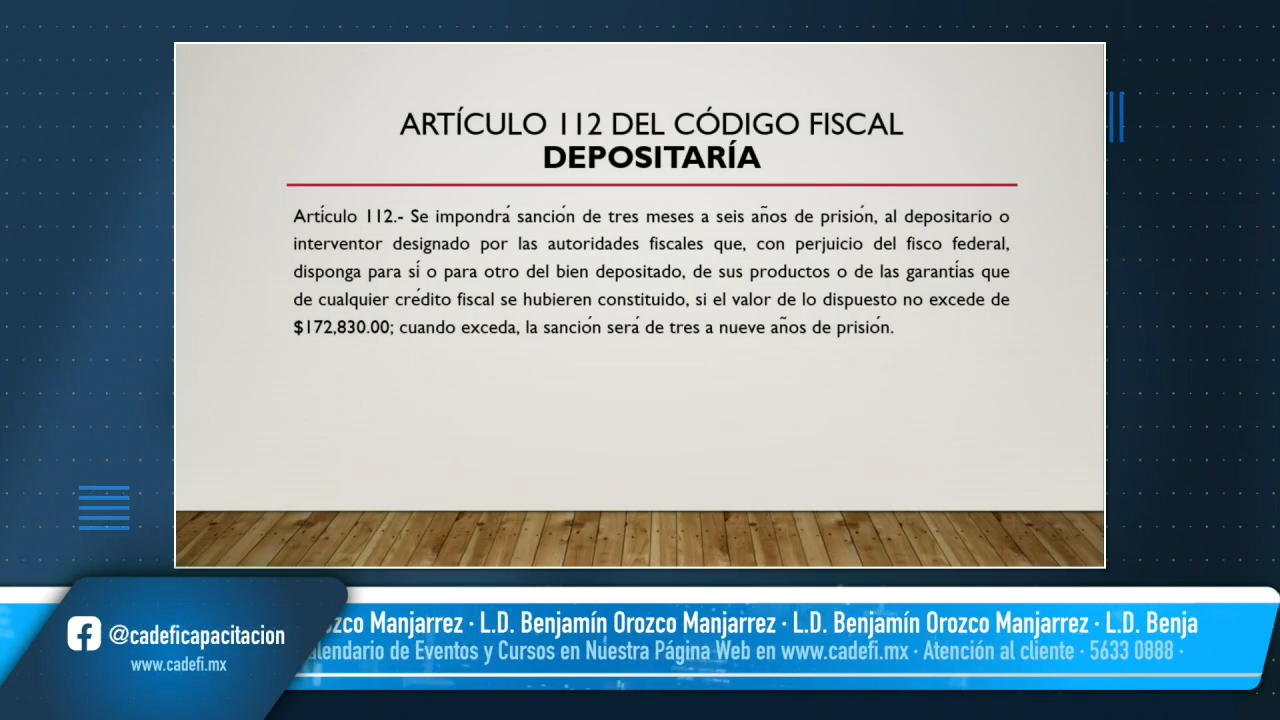 ARTÍCULO 112 DEL CÓDIGO FISCAL
DEPOSITARÍA
Artículo 112.- Se impondrá sanción de tres meses a seis años de prisión, al depositario o
interventor designado por las autoridades fiscales que, con perjuicio del fisco federal,
disponga para sí o para otro del bien depositado, de sus productos o de las garantías que
de cualquier crédito fiscal se hubieren constituido, si el valor de lo dispuesto no excede de
$172,830.00; cuando exceda, la sanción será de tres a nueve años de prisión.
@cadeficapacitacion
www.cadefi.mx
Manjarrez · L.D. Benjamín Orozco Manjarrez · L.D. Benjamín Orozco Manjarrez · L.D. Benja
de Eventos y Cursos en Nuestra Página Web en www.cadefi.mx · Atención al cliente · 5633 0888 ·